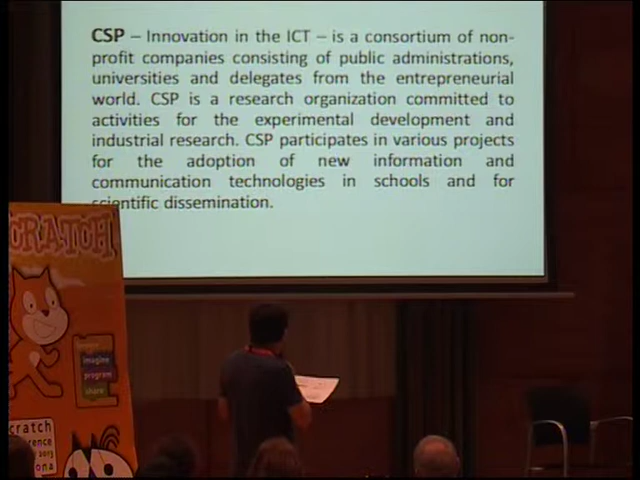 CSP – Innovation in the ICT – is a consortium of non-
profit companies consisting of public administrations,
universities and delegates from the entrepreneurial
world. CSP is a research organization committed to
activities for the experimental development and
industrial research. CSP participates in various projects
for the adoption of new information and
communication technologies in schools and for
scientific dissemination.
CRATCH
imagine
program
share
cratch
rence
2013
ona